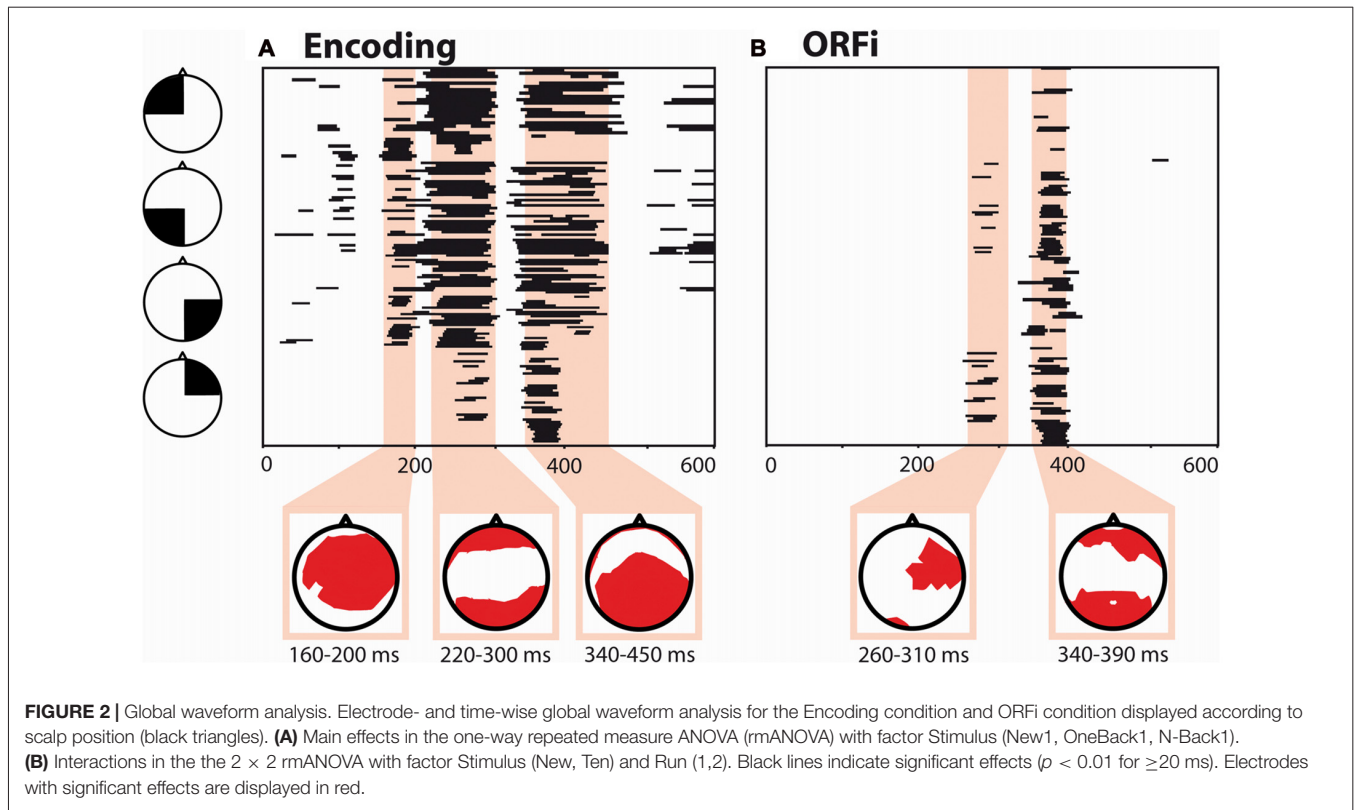 A Encoding
B ORFi
0 200 400 600
0 200 400 600
160-200 ms 220-300 ms 340-450 ms
260-310 ms 340-390 ms
FIGURE 2 | Global waveform analysis. Electrode- and time-wise global waveform analysis for the Encoding condition and ORFi condition displayed according to
scalp position (black triangles). (A) Main effects in the one-way repeated measure ANOVA (rmANOVA) with factor Stimulus (New1, OneBack1, N-Back1).
(B) Interactions in the the 2 × 2 rmANOVA with factor Stimulus (New, Ten) and Run (1,2). Black lines indicate significant effects (p < 0.01 for ≥20 ms). Electrodes
with significant effects are displayed in red.